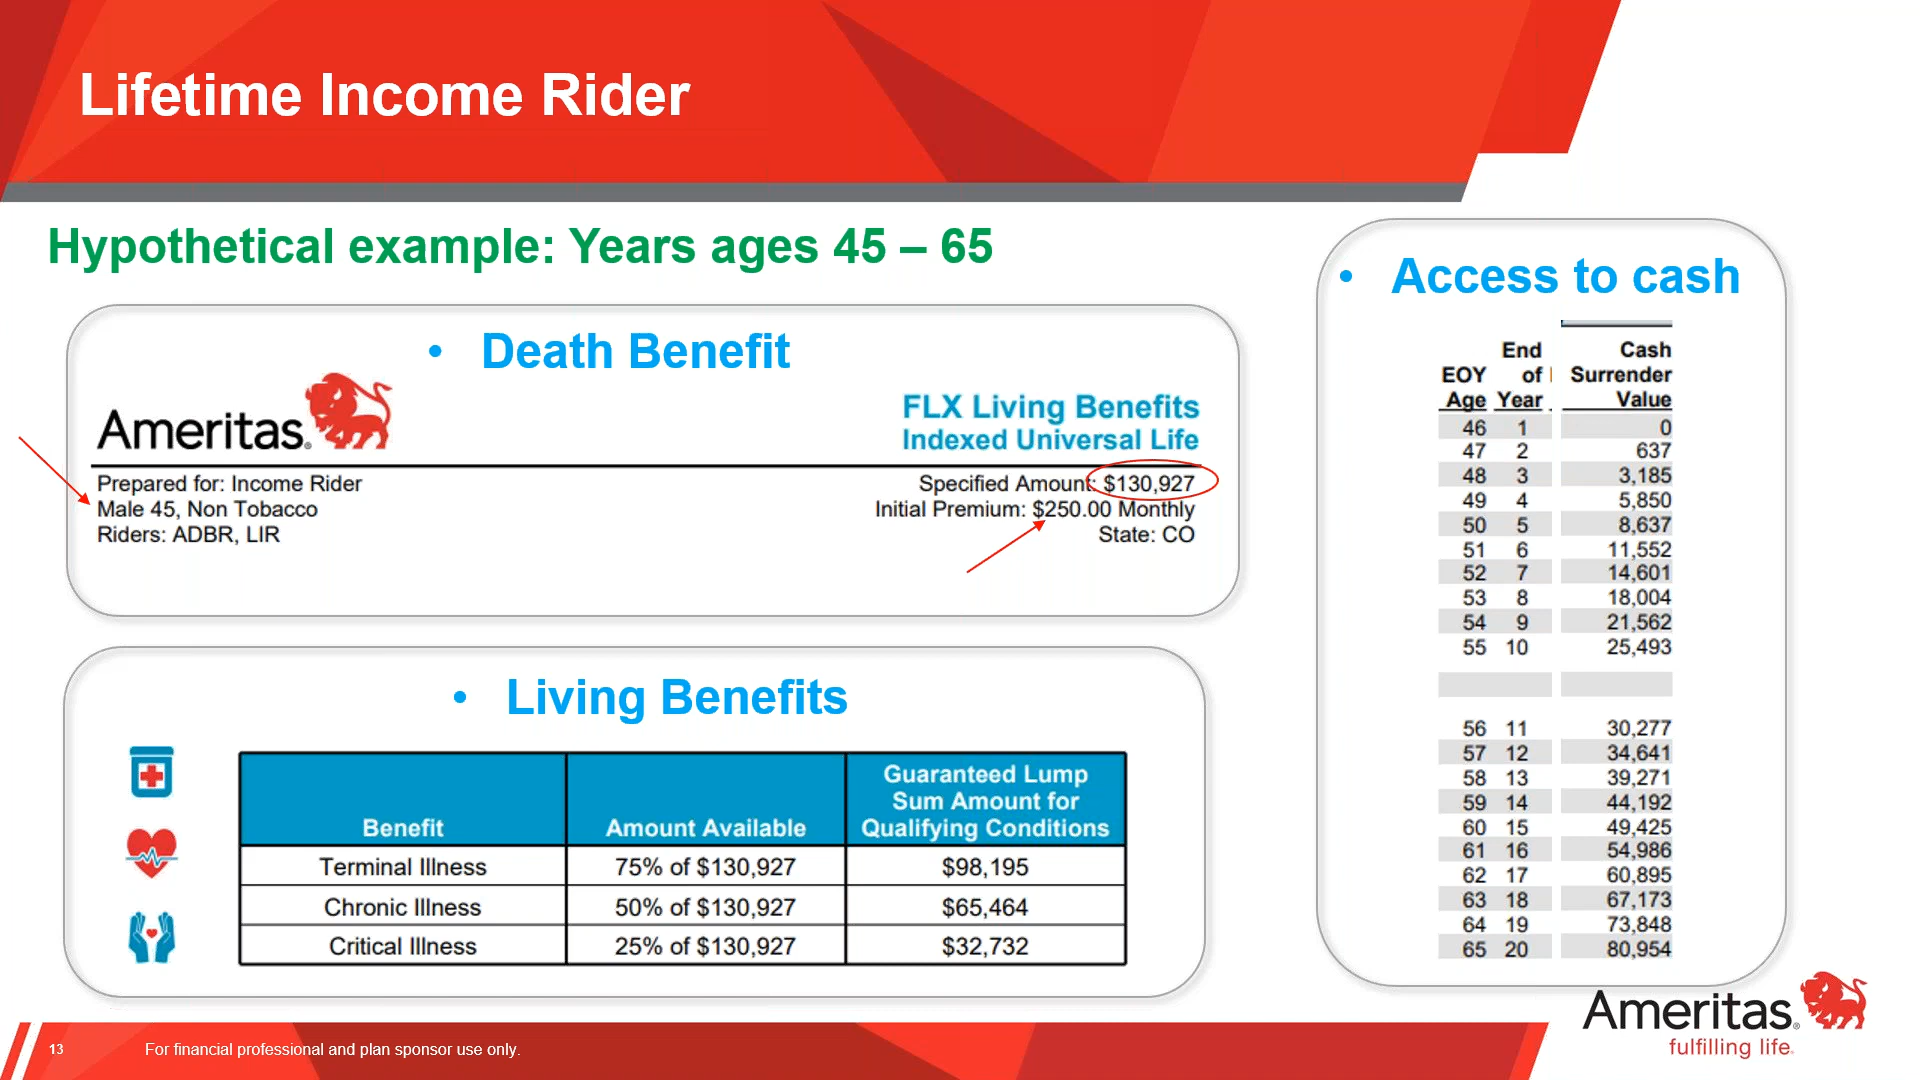 Lifetime Income Rider
Hypothetical example: Years ages 45 – 65
• Death Benefit
Ameritas®
FLX Living Benefits
Indexed Universal Life
Prepared for: Income Rider
Male 45, Non Tobacco
Riders: ADBR, LIR
Specified Amount: $130,927
Initial Premium: $250.00 Monthly
State: CO
• Living Benefits
Benefit Amount Available Guaranteed Lump Sum Amount for Qualifying Conditions
Terminal Illness 75% of $130,927 $98,195
Chronic Illness 50% of $130,927 $65,464
Critical Illness 25% of $130,927 $32,732
• Access to cash
End Cash
EOY of Surrender
Age Year Value
46 1 0
47 2 637
48 3 3,185
49 4 5,850
50 5 8,637
51 6 11,552
52 7 14,601
53 8 18,004
54 9 21,562
55 10 25,493
56 11 30,277
57 12 34,641
58 13 39,271
59 14 44,192
60 15 49,425
61 16 54,986
62 17 60,895
63 18 67,173
64 19 73,848
65 20 80,954
Ameritas®
fulfilling life®
13
For financial professional and plan sponsor use only.